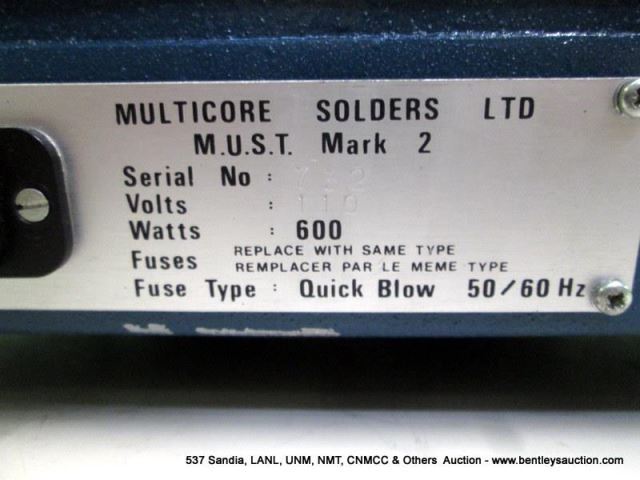 MULTICORE SOLDERS LTD
M.U.S.T. Mark 2
Serial No : 732
Volts : 110
Watts : 600
Fuses REPLACE WITH SAME TYPE
REMPLACER PAR LE MEME TYPE
Fuse Type : Quick Blow 50/60 Hz
537 Sandia, LANL, UNM, NMT, CNMCC & Others Auction - www.bentleysauction.com